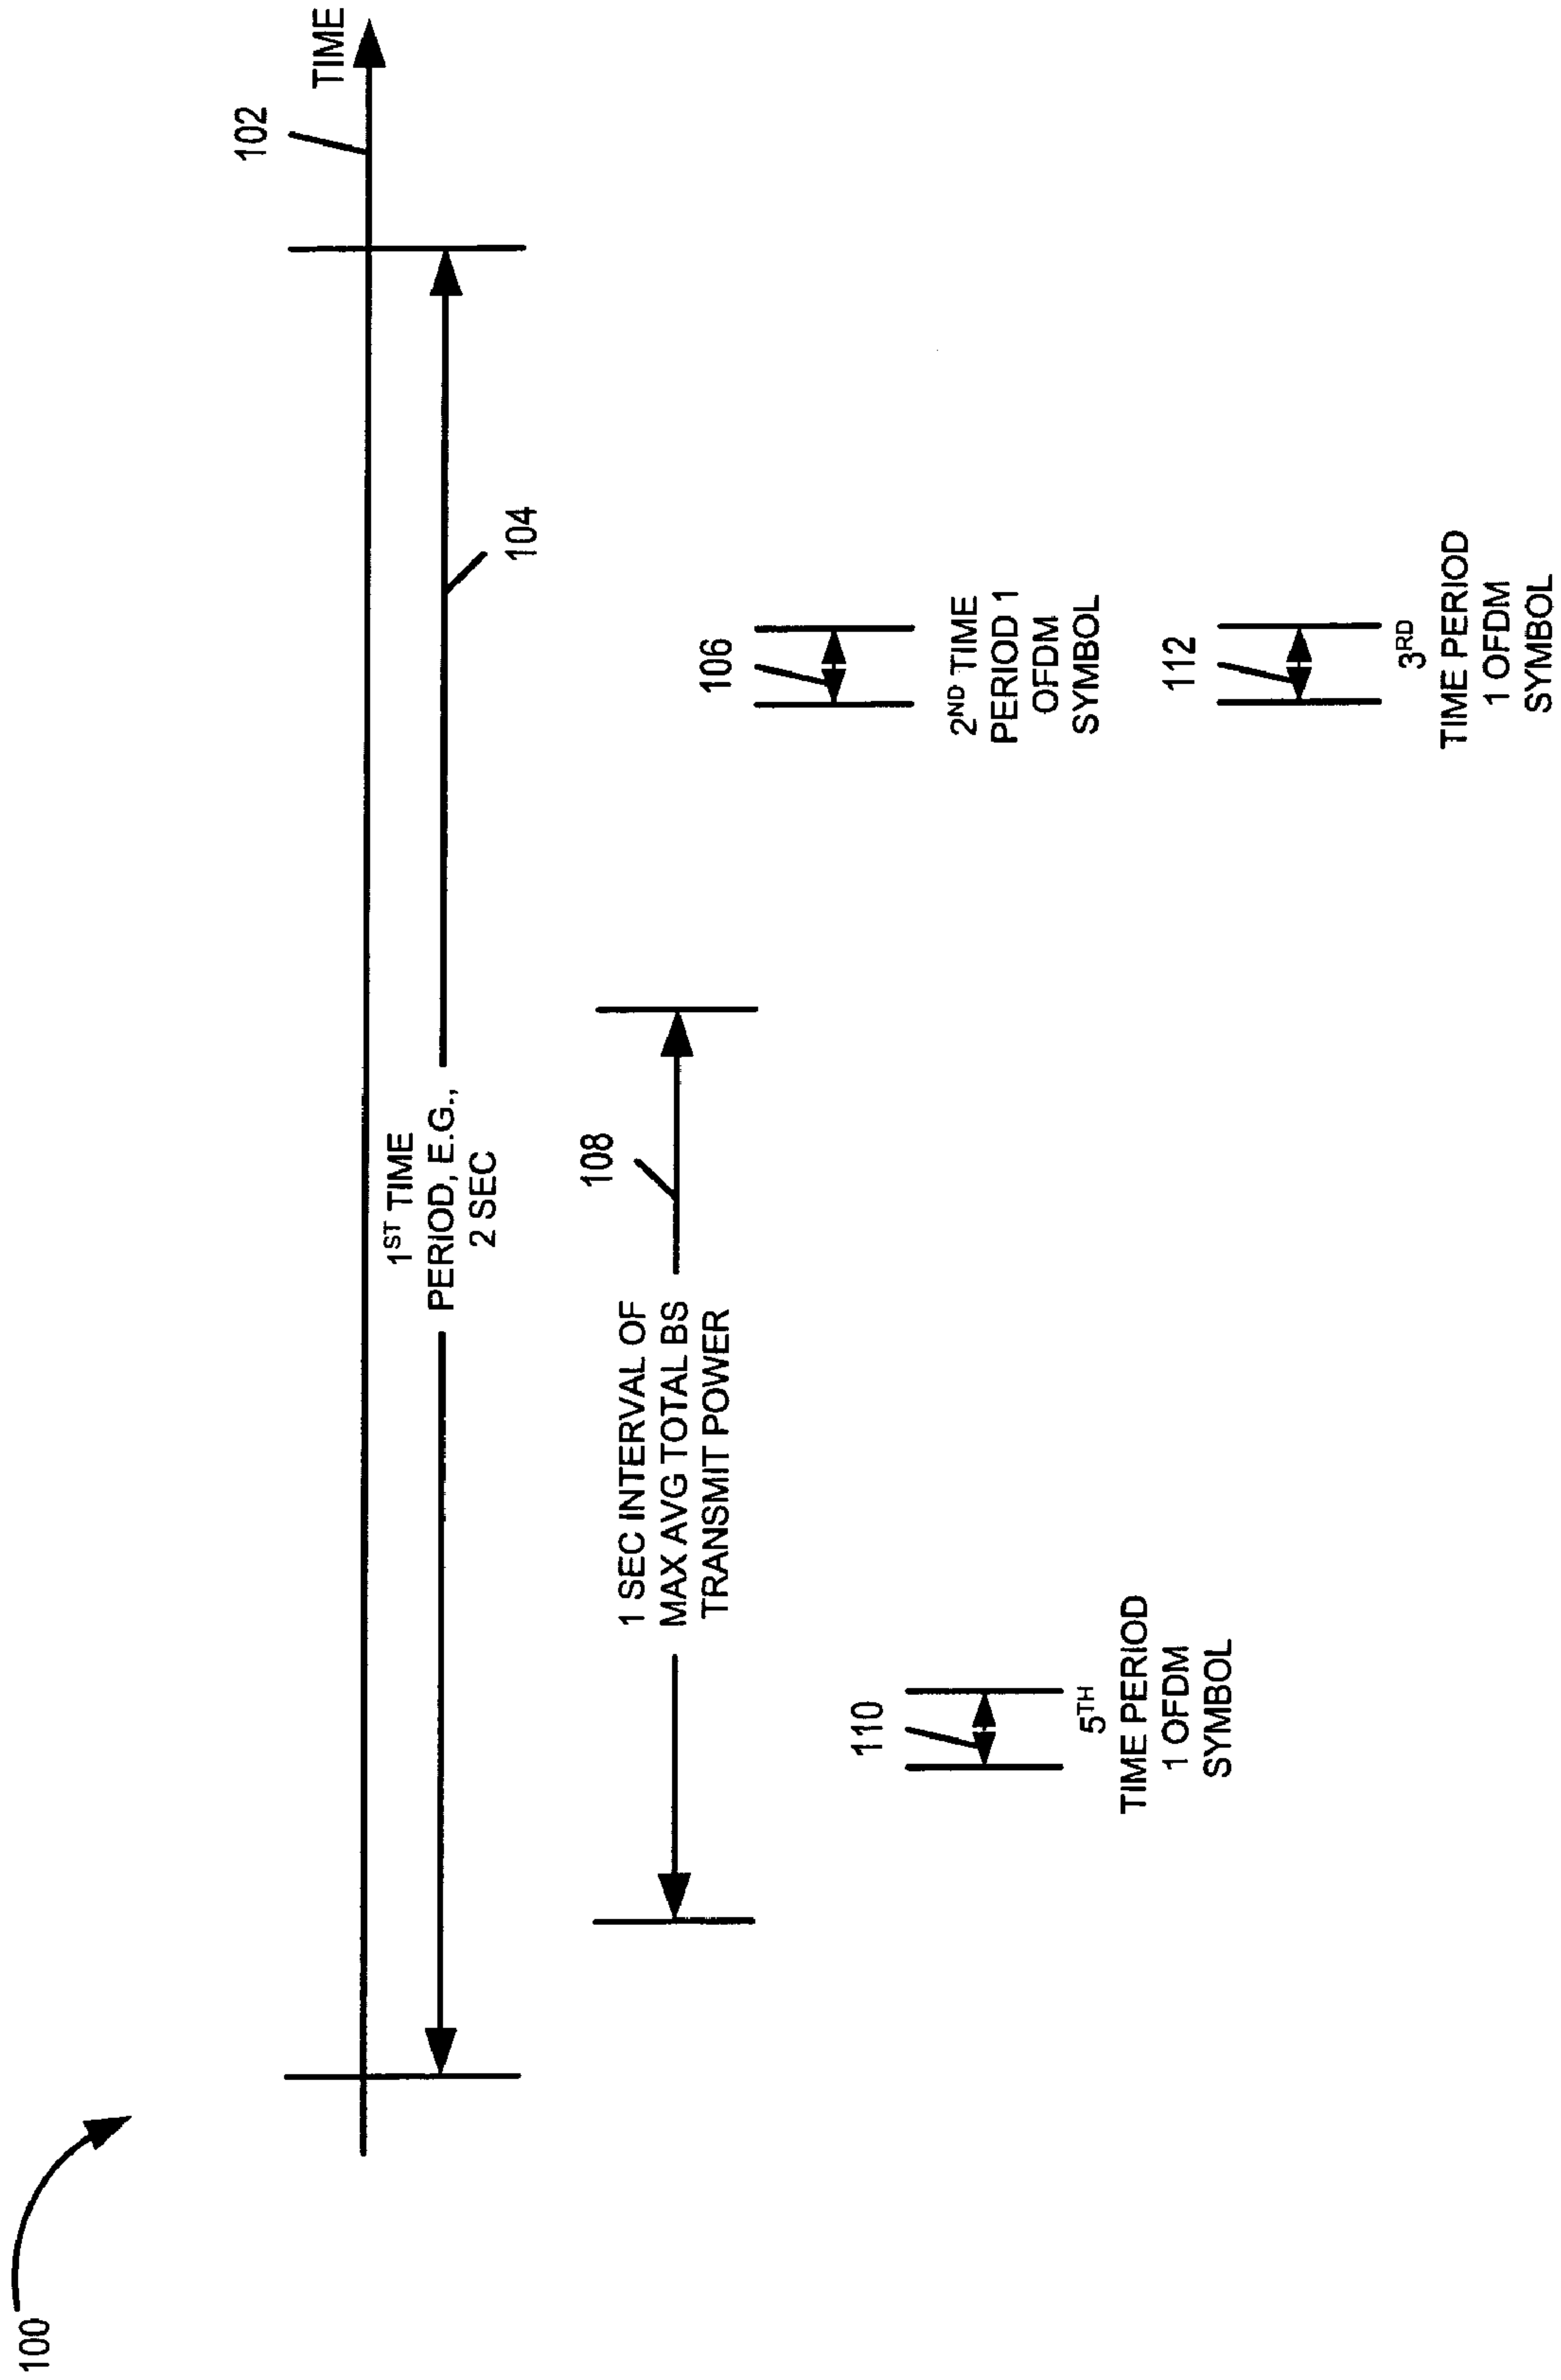 100
102
TIME
1ST TIME
PERIOD, E.G.,
2 SEC
104
108
1 SEC INTERVAL OF
MAX AVG TOTAL BS
TRANSMIT POWER
106
2ND TIME
PERIOD 1
OFDM
SYMBOL
110
5TH
TIME PERIOD
1 OFDM
SYMBOL
112
3RD
TIME PERIOD
1 OFDM
SYMBOL